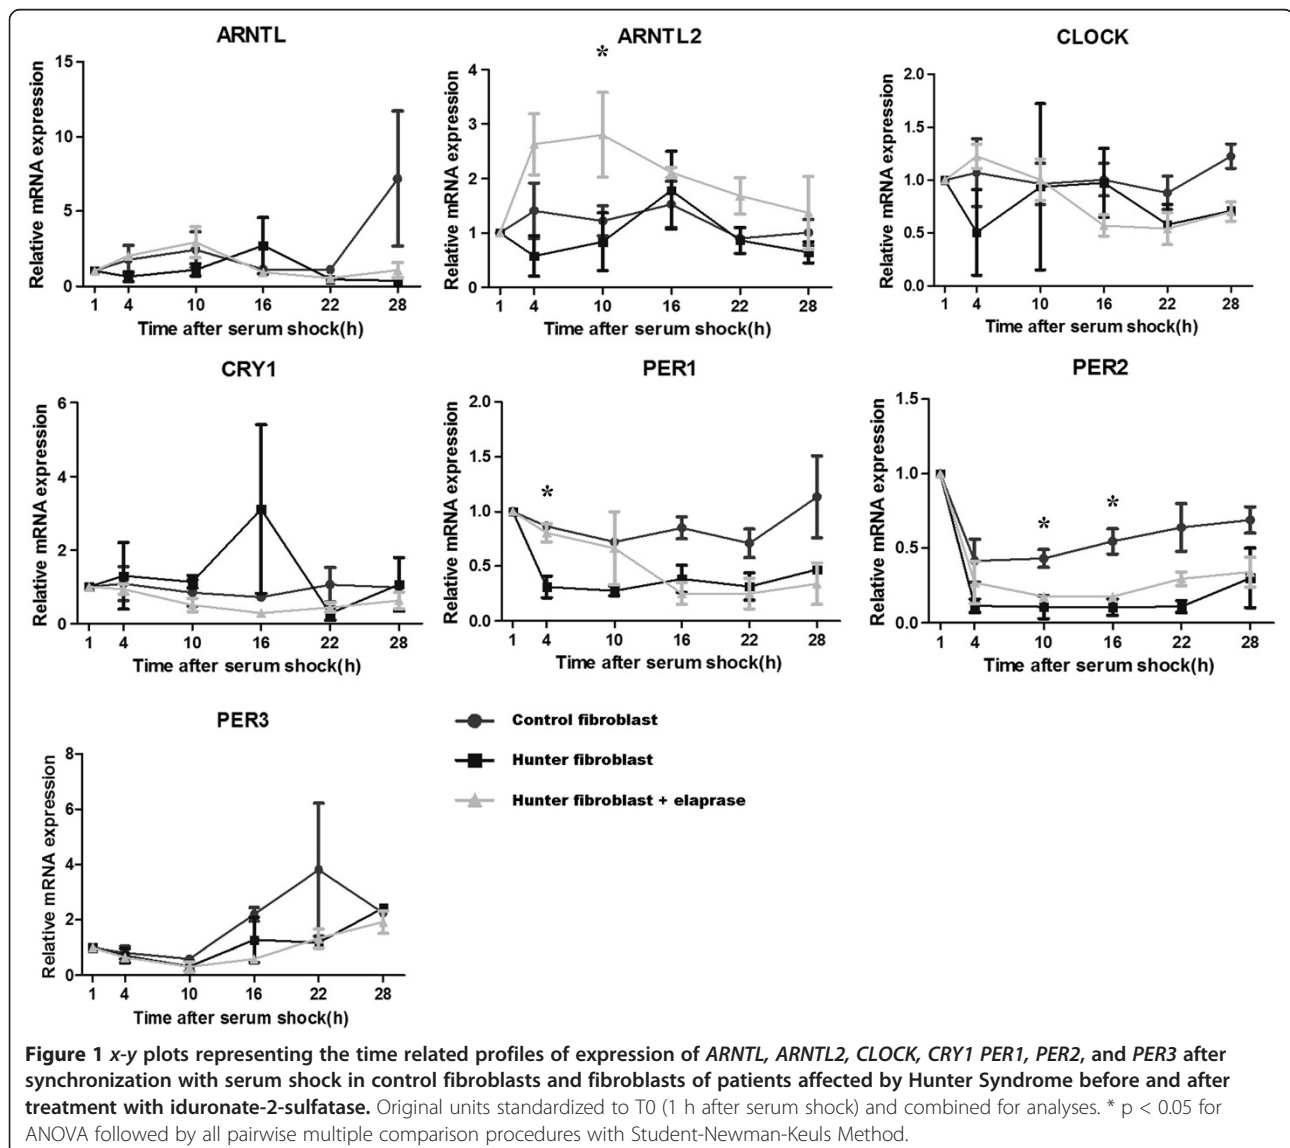 ARNTL
Relative mRNA expression
15
10
5
0
1 4 10 16 22 28
Time after serum shock(h)
ARNTL2
*
Relative mRNA expression
4
3
2
1
0
1 4 10 16 22 28
Time after serum shock(h)
CLOCK
Relative mRNA expression
2.0
1.5
1.0
0.5
0.0
1 4 10 16 22 28
Time after serum shock(h)
CRY1
Relative mRNA expression
6
4
2
0
1 4 10 16 22 28
Time after serum shock(h)
PER1
Relative mRNA expression
2.0
1.5
1.0
0.5
0.0
*
1 4 10 16 22 28
Time after serum shock(h)
PER2
Relative mRNA expression
1.5
1.0
0.5
0.0
* *
1 4 10 16 22 28
Time after serum shock(h)
PER3
Relative mRNA expression
8
6
4
2
0
1 4 10 16 22 28
Time after serum shock(h)
Control fibroblast
Hunter fibroblast
Hunter fibroblast + elaprase
Figure 1 x-y plots representing the time related profiles of expression of ARNTL, ARNTL2, CLOCK, CRY1 PER1, PER2, and PER3 after
synchronization with serum shock in control fibroblasts and fibroblasts of patients affected by Hunter Syndrome before and after
treatment with iduronate-2-sulfatase. Original units standardized to T0 (1 h after serum shock) and combined for analyses. * p < 0.05 for
ANOVA followed by all pairwise multiple comparison procedures with Student-Newman-Keuls Method.